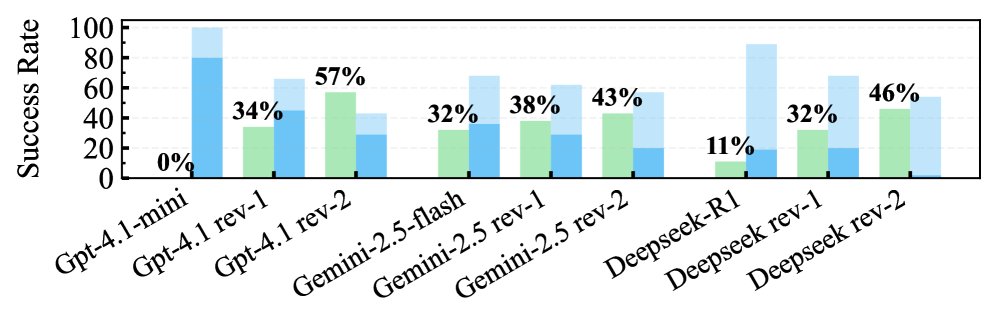 Success Rate
100
80
60
40
20
0
0%
34%
57%
32%
38%
43%
11%
32%
46%
Gpt-4.1-mini
Gpt-4.1 rev-1
Gpt-4.1 rev-2
Gemini-2.5-flash
Gemini-2.5 rev-1
Gemini-2.5 rev-2
Deepseek-R1
Deepseek rev-1
Deepseek rev-2